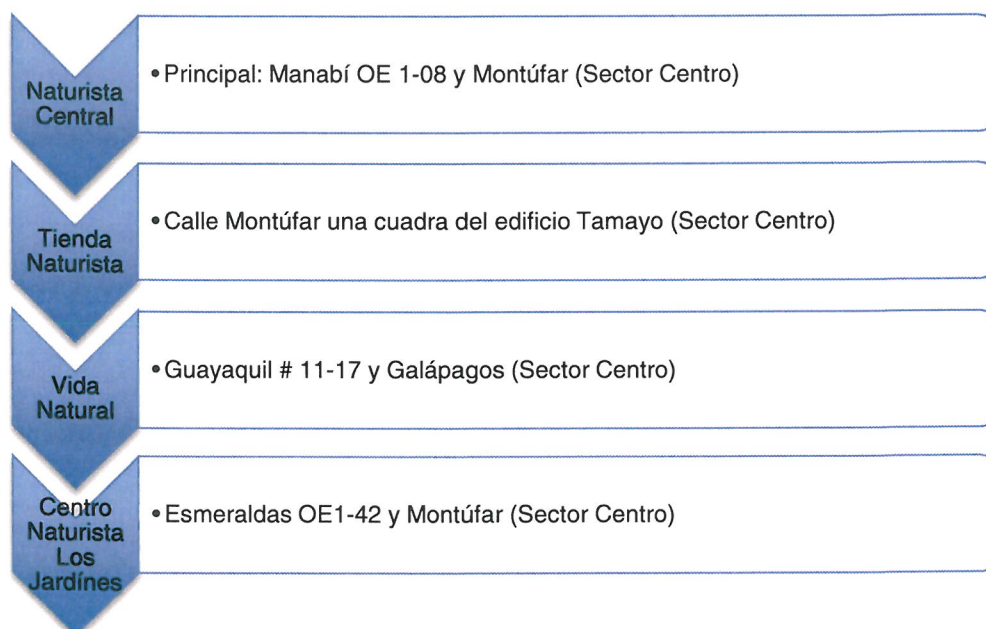 Naturista
Central
• Principal: Manabí OE 1-08 y Montúfar (Sector Centro)
Tienda
Naturista
• Calle Montúfar una cuadra del edificio Tamayo (Sector Centro)
Vida
Natural
• Guayaquil # 11-17 y Galápagos (Sector Centro)
Centro
Naturista
Los
Jardínes
• Esmeraldas OE1-42 y Montúfar (Sector Centro)